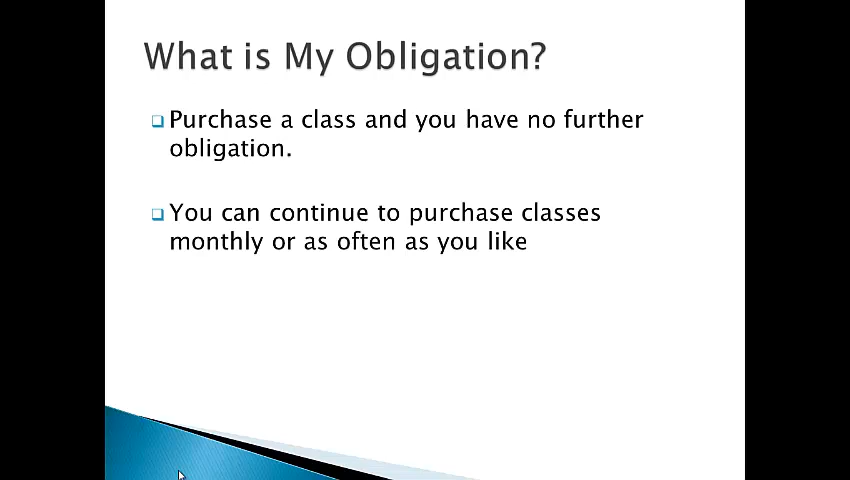 What is My Obligation?
Purchase a class and you have no further
obligation.
You can continue to purchase classes
monthly or as often as you like